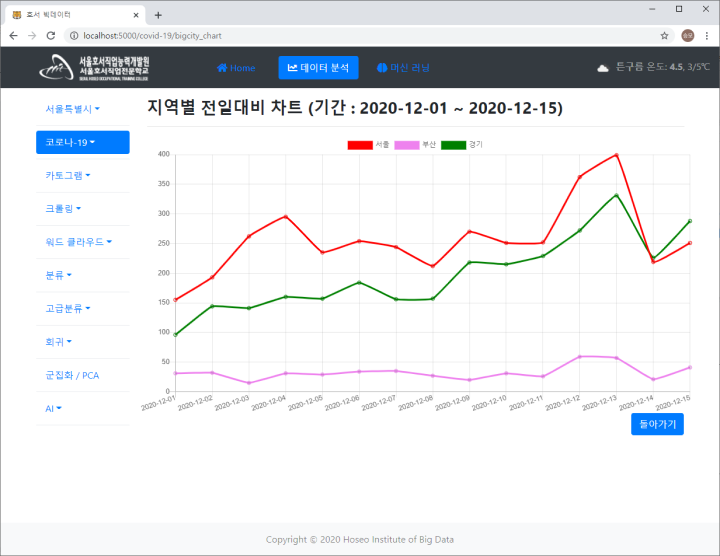 호서 빅데이터
localhost:5000/covid-19/bigcity_chart
승모
서울호서직업능력개발원
서울호서직업전문학교
SEOUL HOSEO OCCUPATIONAL TRAINING COLLEGE
Home
데이터 분석
머신 러닝
튼구름 온도: 4.5, 3/5℃
서울특별시
코로나-19
카토그램
크롤링
워드 클라우드
분류
고급분류
회귀
군집화 / PCA
AI
지역별 전일대비 차트 (기간 : 2020-12-01 ~ 2020-12-15)
서울 부산 경기
400
350
300
250
200
150
100
50
0
2020-12-01 2020-12-02 2020-12-03 2020-12-04 2020-12-05 2020-12-06 2020-12-07 2020-12-08 2020-12-09 2020-12-10 2020-12-11 2020-12-12 2020-12-13 2020-12-14 2020-12-15
돌아가기
Copyright © 2020 Hoseo Institute of Big Data